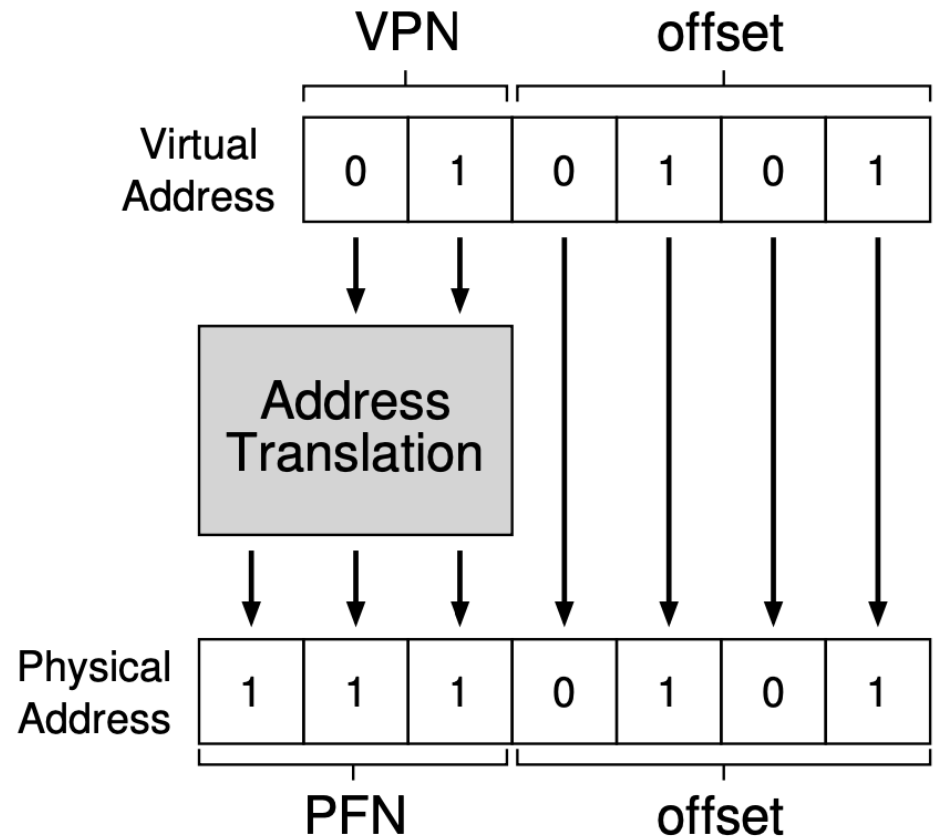 VPN offset
Virtual
Address
0 1 0 1 0 1
Address
Translation
Physical
Address
1 1 1 0 1 0 1
PFN offset